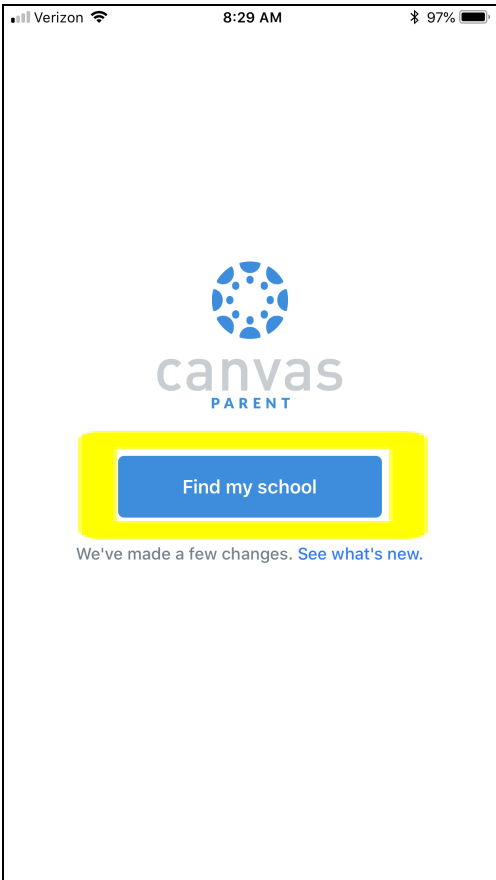 Verizon 8:29 AM 97%
canvas
PARENT
Find my school
We've made a few changes. See what's new.